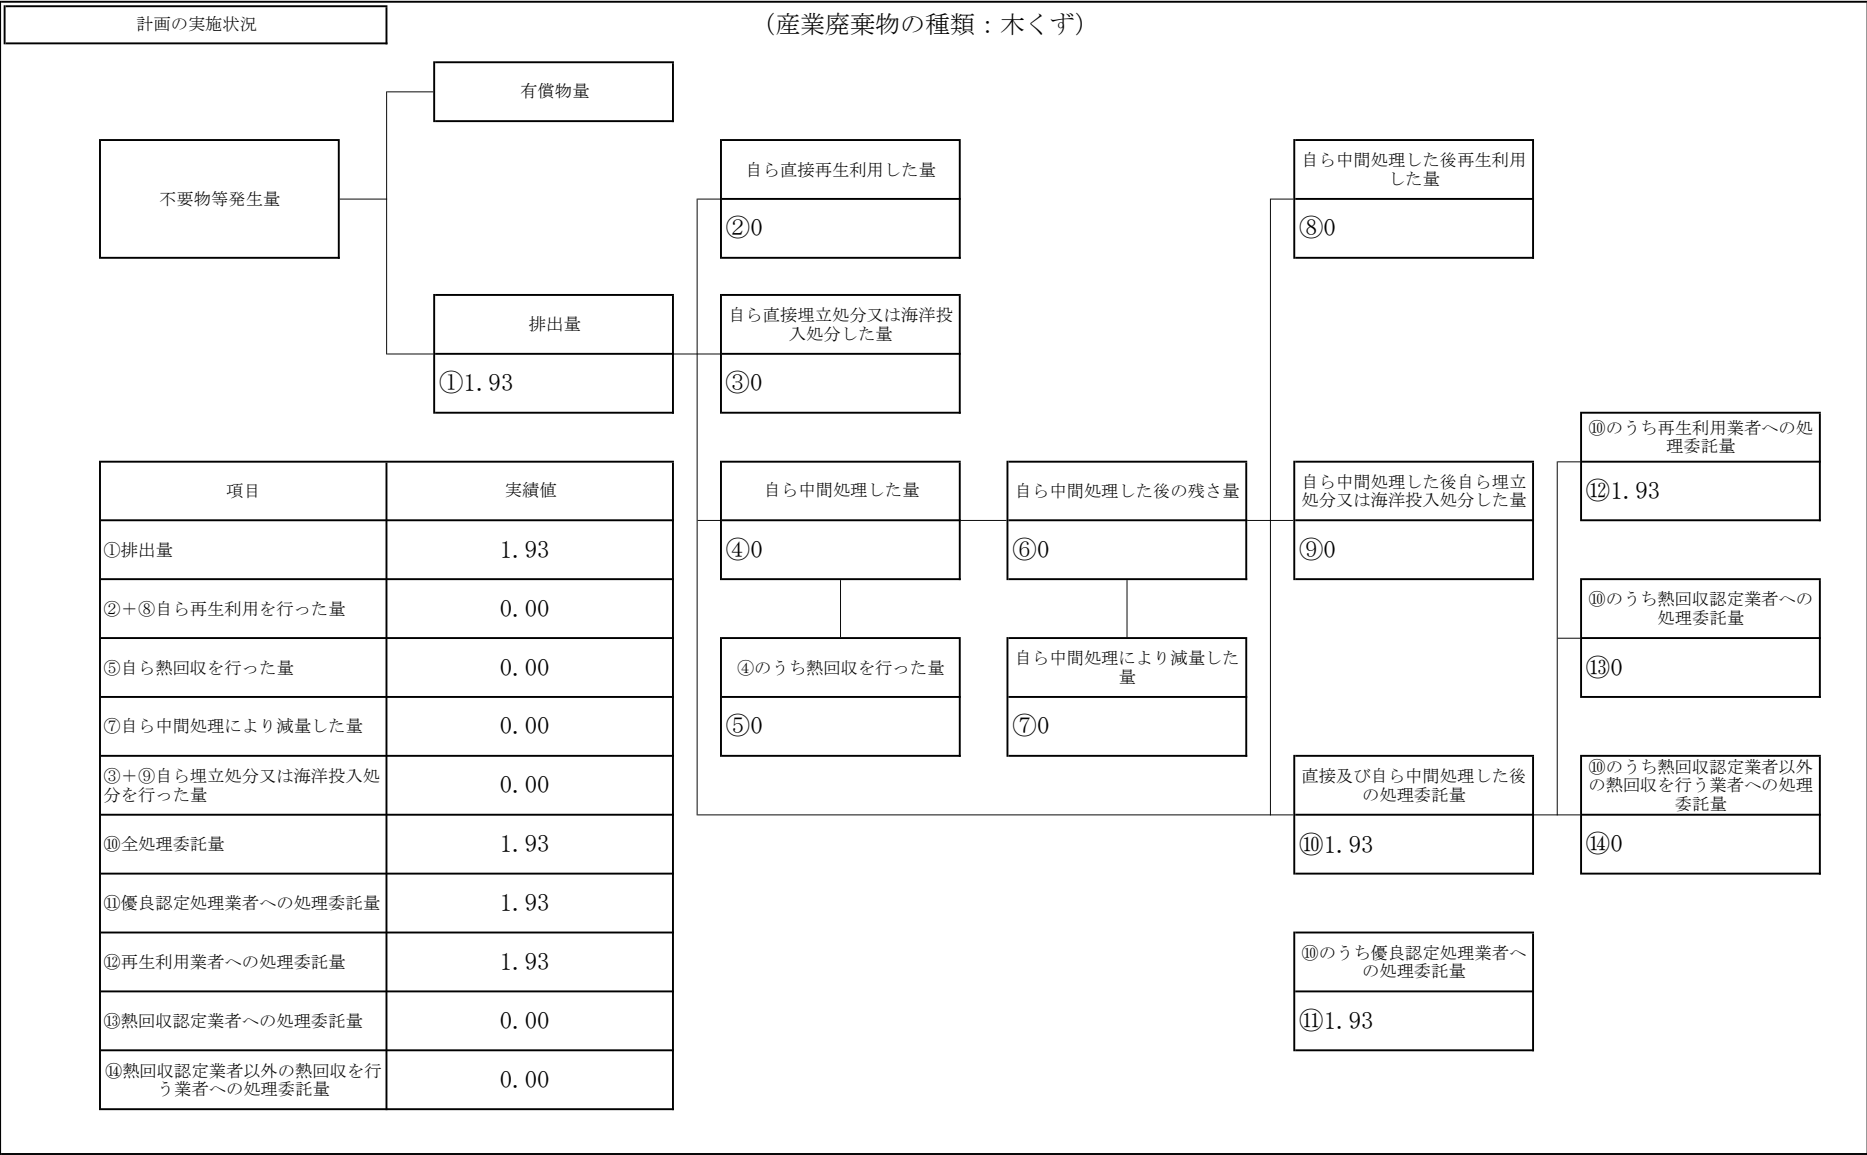 計画の実施状況
（産業廃棄物の種類：木くず）
有償物量
不要物等発生量
自ら直接再生利用した量
②0
自ら中間処理した後再生利用
した量
⑧0
排出量
①1.93
自ら直接埋立処分又は海洋投
入処分した量
③0
⑩のうち再生利用業者への処
理委託量
⑫1.93
自ら中間処理した量
④0
自ら中間処理した後の残さ量
⑥0
自ら中間処理した後自ら埋立
処分又は海洋投入処分した量
⑨0
⑩のうち熱回収認定業者への
処理委託量
⑬0
④のうち熱回収を行った量
⑤0
自ら中間処理により減量した
量
⑦0
直接及び自ら中間処理した後
の処理委託量
⑩1.93
⑩のうち熱回収認定業者以外
の熱回収を行う業者への処理
委託量
⑭0
⑩のうち優良認定処理業者へ
の処理委託量
⑪1.93
項目 実績値
①排出量 1.93
②＋⑧自ら再生利用を行った量 0.00
⑤自ら熱回収を行った量 0.00
⑦自ら中間処理により減量した量 0.00
③＋⑨自ら埋立処分又は海洋投入処
分を行った量 0.00
⑩全処理委託量 1.93
⑪優良認定処理業者への処理委託量 1.93
⑫再生利用業者への処理委託量 1.93
⑬熱回収認定業者への処理委託量 0.00
⑭熱回収認定業者以外の熱回収を行
う業者への処理委託量 0.00